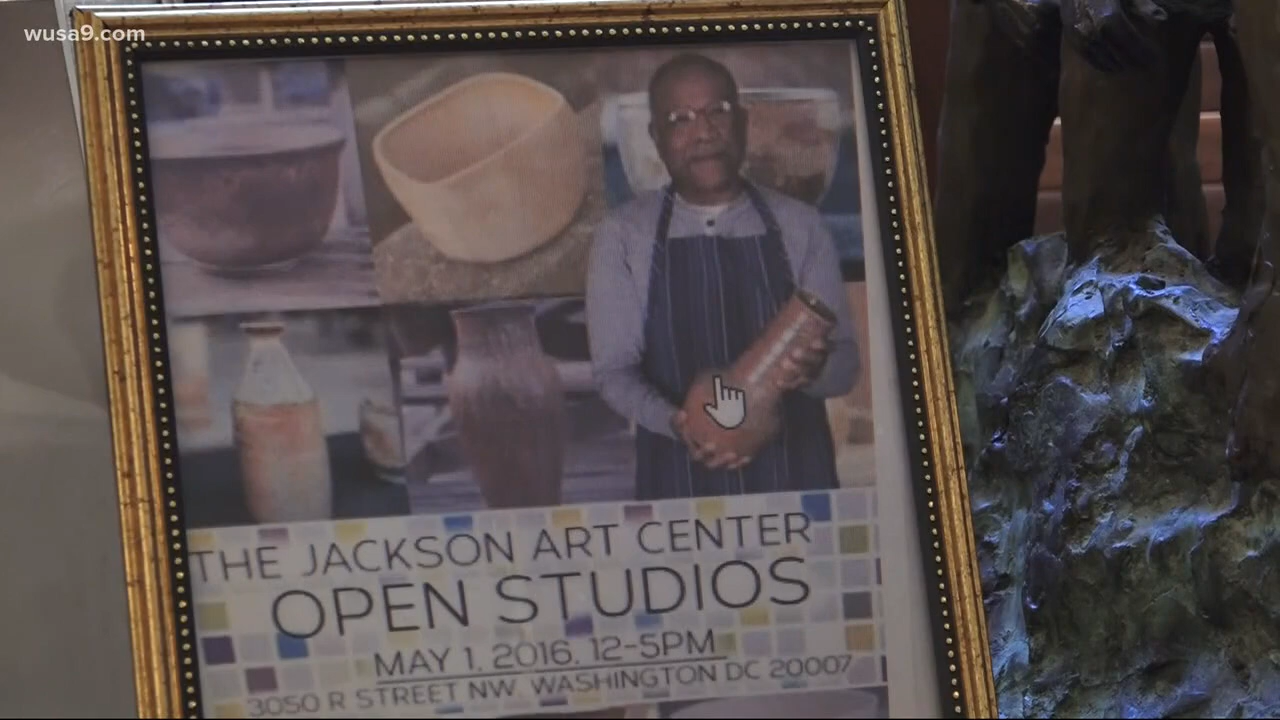 wusa9.com
THE JACKSON ART CENTER
OPEN STUDIOS
MAY 1, 2016, 12-5PM
3050 R STREET NW, WASHINGTON DC 20007